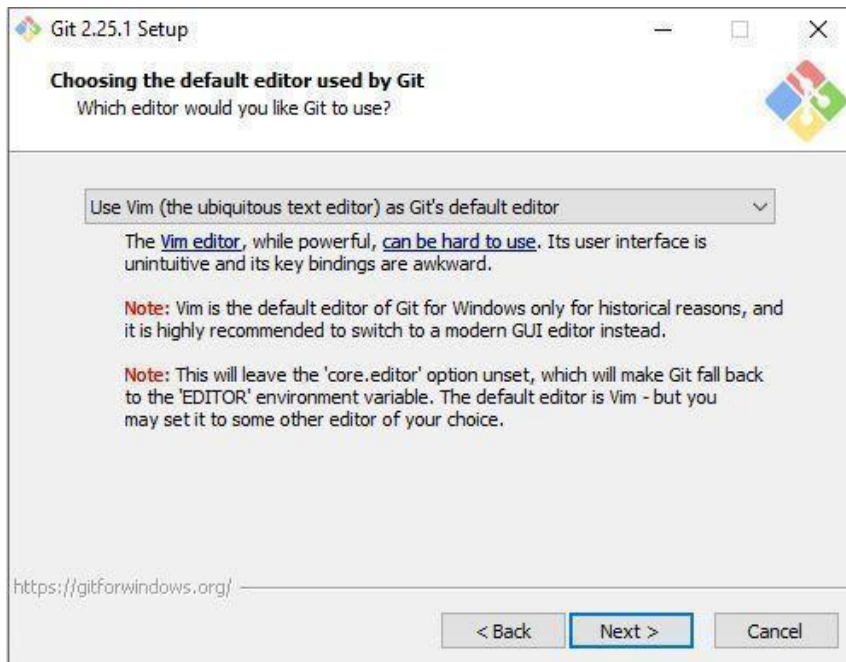 Git 2.25.1 Setup
Choosing the default editor used by Git
Which editor would you like Git to use?
Use Vim (the ubiquitous text editor) as Git's default editor
The Vim editor, while powerful, can be hard to use. Its user interface is
unintuitive and its key bindings are awkward.
Note: Vim is the default editor of Git for Windows only for historical reasons, and
it is highly recommended to switch to a modern GUI editor instead.
Note: This will leave the 'core.editor' option unset, which will make Git fall back
to the 'EDITOR' environment variable. The default editor is Vim - but you
may set it to some other editor of your choice.
https://gitforwindows.org/
< Back Next > Cancel